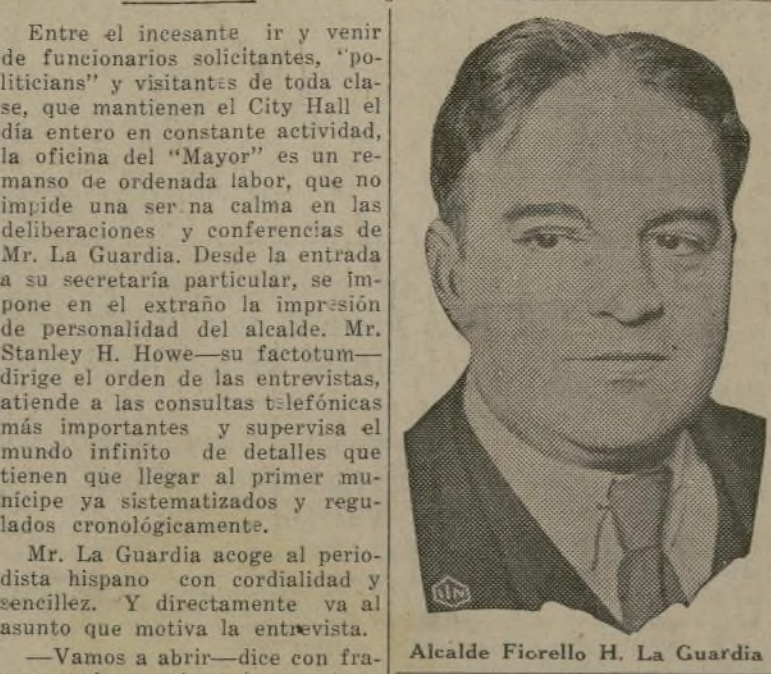 Entre el incesante ir y venir
de funcionarios solicitantes, "po-
liticians" y visitantes de toda cla-
se, que mantienen el City Hall el
día entero en constante actividad,
la oficina del "Mayor" es un re-
manso de ordenada labor, que no
impide una ser na calma en las
deliberaciones y conferencias de
Mr. La Guardia. Desde la entrada
a su secretaría particular, se im-
pone en el extraño la impresión
de personalidad del alcalde. Mr.
Stanley H. Howe—su factotum—
dirige el orden de las entrevistas,
atiende a las consultas telefónicas
más importantes y supervisa el
mundo infinito de detalles que
tienen que llegar al primer mu-
nícipe ya sistematizados y regu-
lados cronológicamente.
Mr. La Guardia acoge al perio-
dista hispano con cordialidad y
sencillez. Y directamente va al
asunto que motiva la entrevista.
—Vamos a abrir—dice con fra-
Alcalde Fiorello H. La Guardia